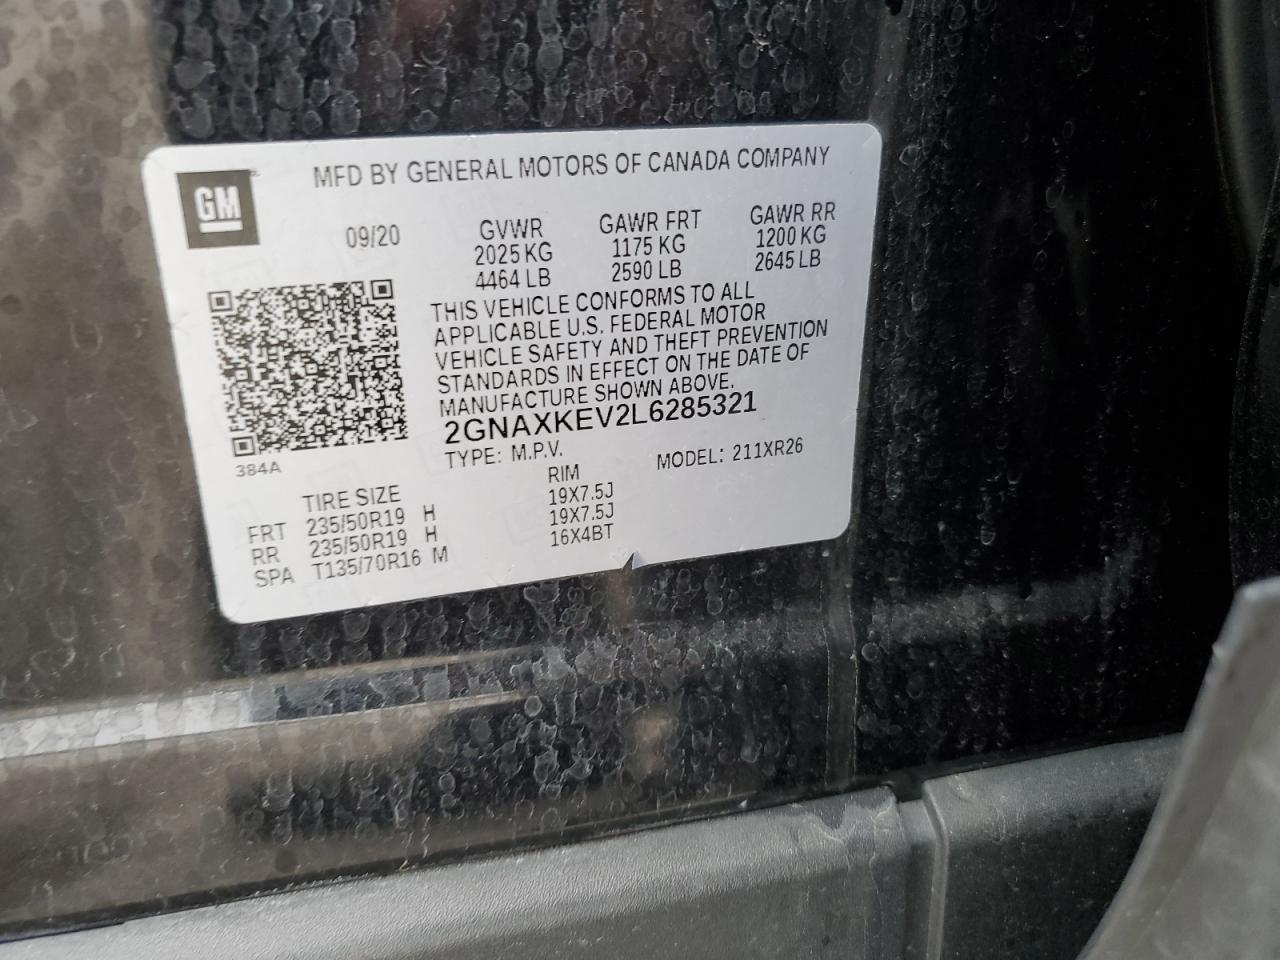 GM
MFD BY GENERAL MOTORS OF CANADA COMPANY
09/20
GVWR GAWR FRT GAWR RR
2025 KG 1175 KG 1200 KG
4464 LB 2590 LB 2645 LB
THIS VEHICLE CONFORMS TO ALL
APPLICABLE U.S. FEDERAL MOTOR
VEHICLE SAFETY AND THEFT PREVENTION
STANDARDS IN EFFECT ON THE DATE OF
MANUFACTURE SHOWN ABOVE.
2GNAXKEV2L6285321
384A
TYPE: M.P.V. MODEL: 211XR26
TIRE SIZE RIM
FRT 235/50R19 H 19X7.5J
RR 235/50R19 H 19X7.5J
SPA T135/70R16 M 16X4BT